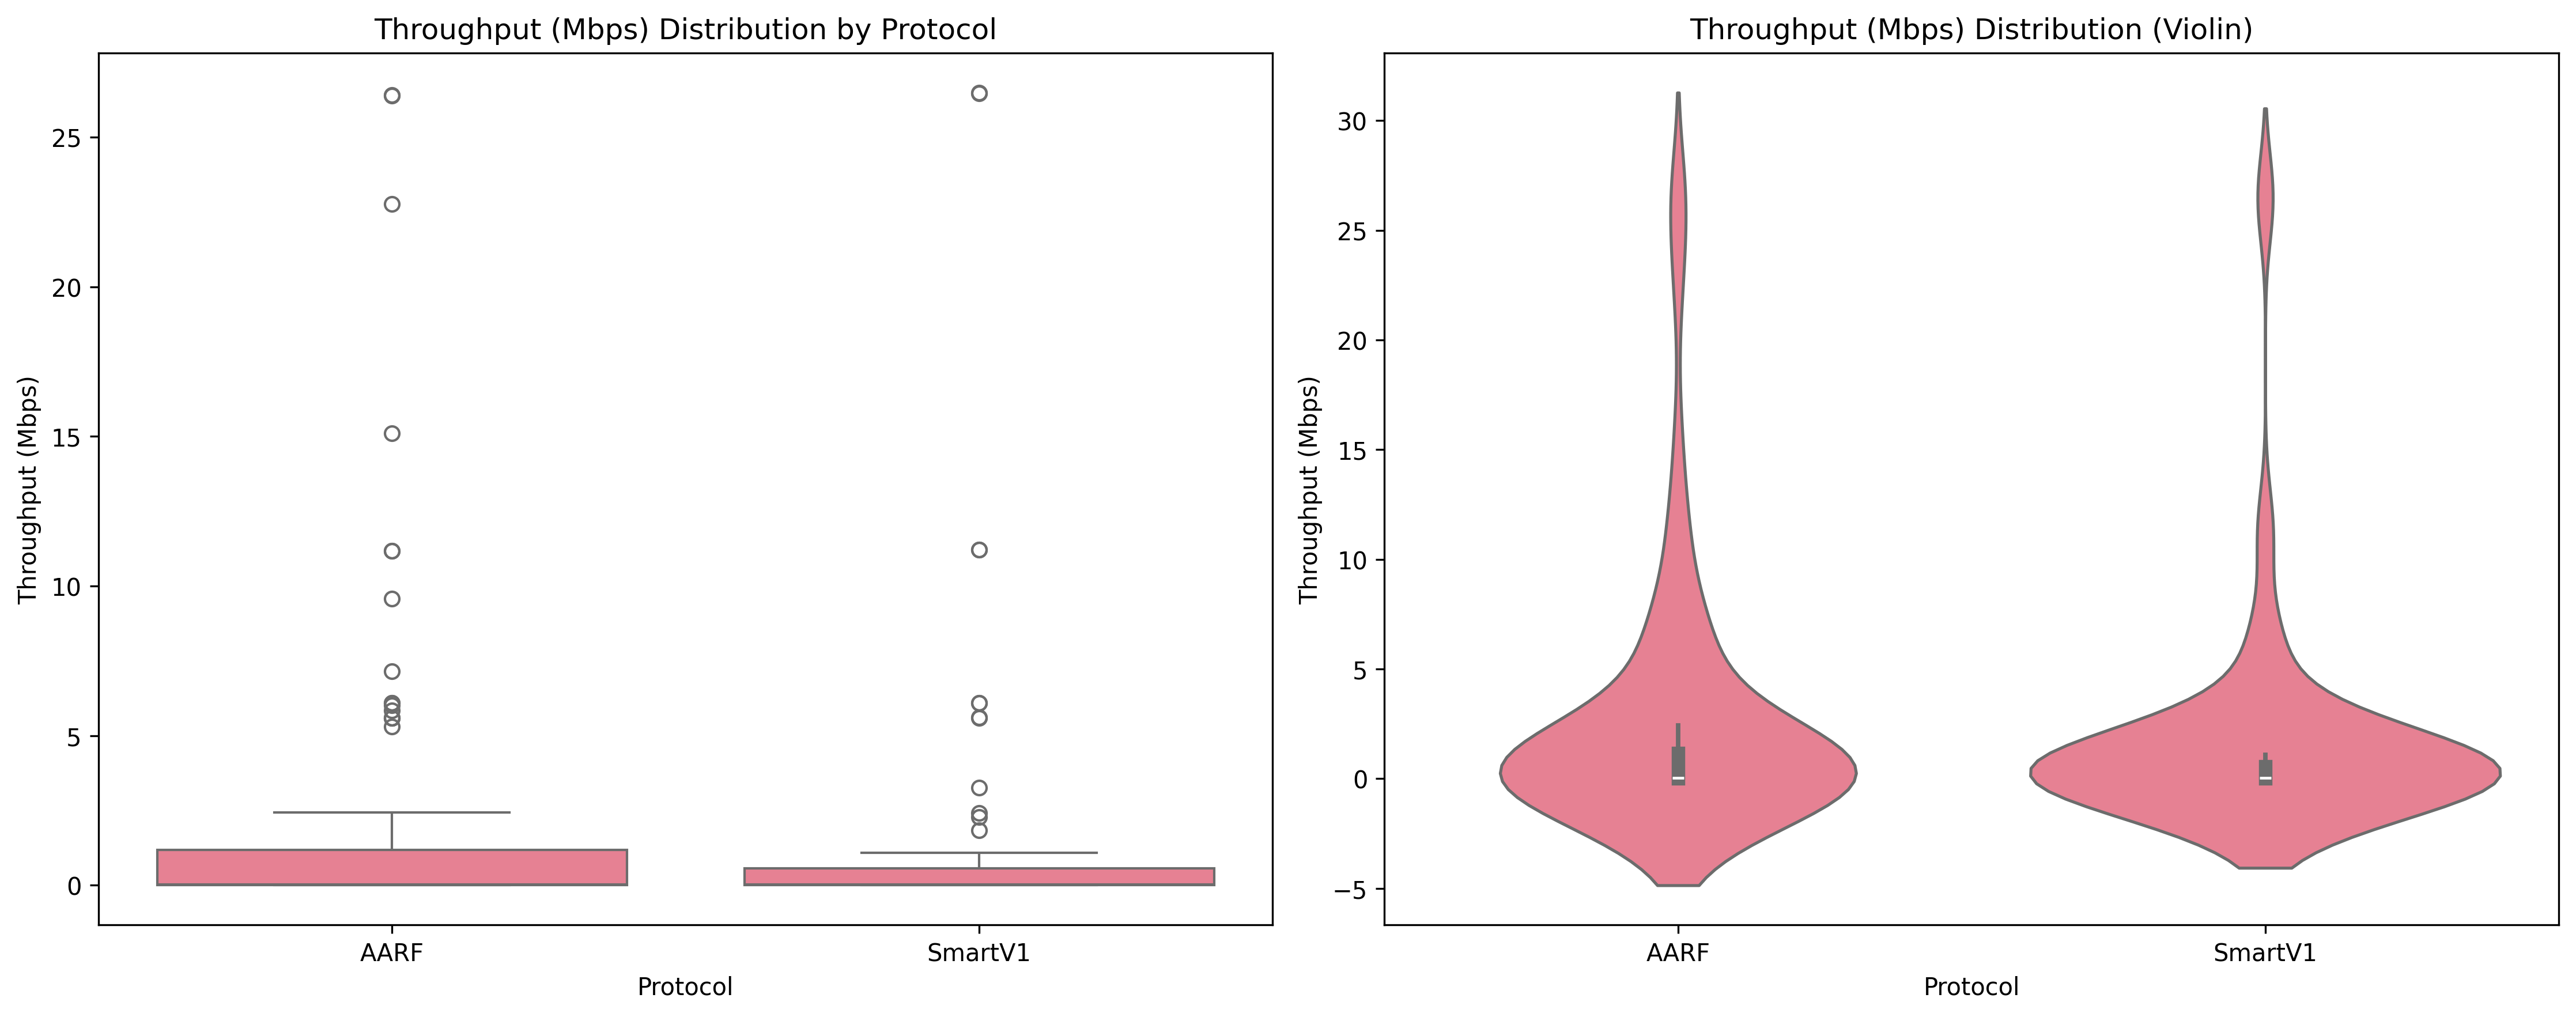 Throughput (Mbps) Distribution by Protocol
Throughput (Mbps)
25
20
15
10
5
0
AARF
SmartV1
Protocol
Throughput (Mbps) Distribution (Violin)
Throughput (Mbps)
30
25
20
15
10
5
0
−5
AARF
SmartV1
Protocol